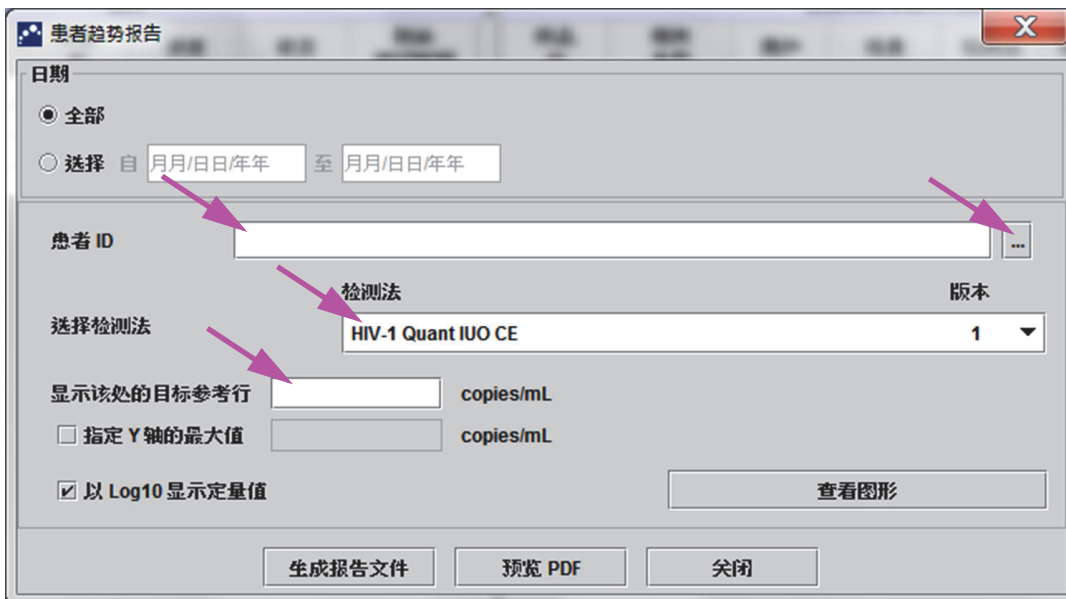 患者趋势报告
日期
全部
选择 自 月月/日日/年年 至 月月/日日/年年
患者 ID ...
检测法 版本
选择检测法 HIV-1 Quant IUO CE 1
显示该处的目标参考行 copies/mL
指定 Y 轴的最大值 copies/mL
以 Log10 显示定量值 查看图形
生成报告文件 预览 PDF 关闭